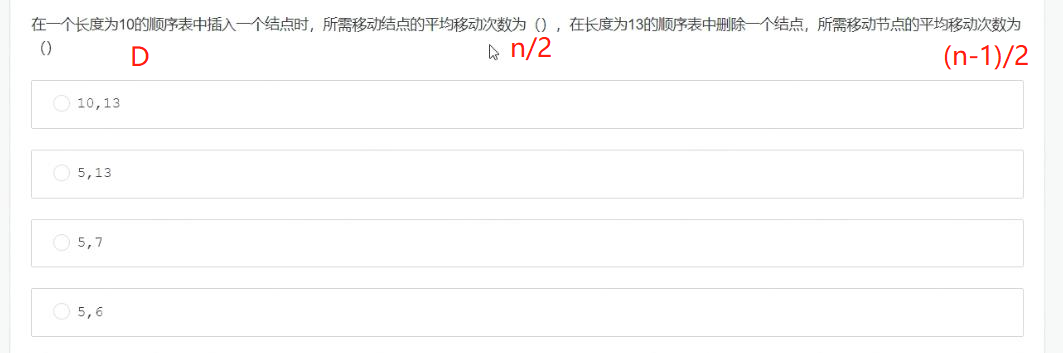 在一个长度为10的顺序表中插入一个结点时，所需移动结点的平均移动次数为（），在长度为13的顺序表中删除一个结点，所需移动节点的平均移动次数为
（）
D
n/2
(n-1)/2
10,13
5,13
5,7
5,6